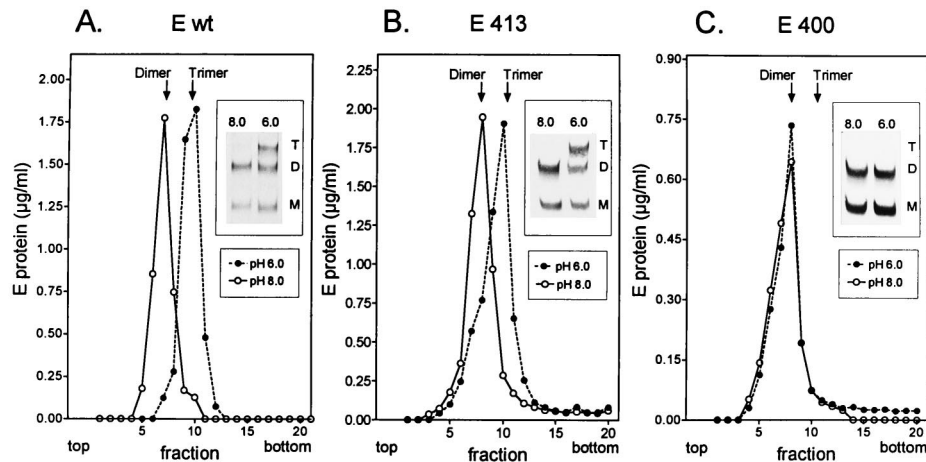 A. E wt
Dimer Trimer
E protein (µg/ml)
2.00
1.75
1.50
1.25
1.00
0.75
0.50
0.25
0.00
8.0 6.0
T
D
M
pH 6.0
pH 8.0
5 10 15 20
top fraction bottom
B. E 413
Dimer Trimer
E protein (µg/ml)
2.25
2.00
1.75
1.50
1.25
1.00
0.75
0.50
0.25
0.00
8.0 6.0
T
D
M
pH 6.0
pH 8.0
5 10 15 20
top fraction bottom
C. E 400
Dimer Trimer
E protein (µg/ml)
0.90
0.75
0.60
0.45
0.30
0.15
0.00
8.0 6.0
T
D
M
pH 6.0
pH 8.0
5 10 15 20
top fraction bottom